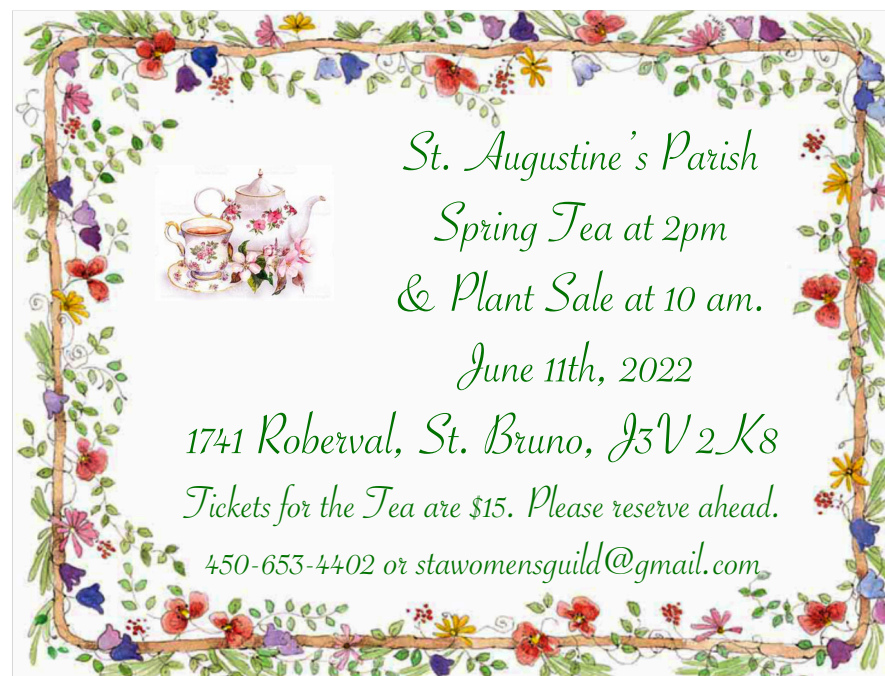 St. Augustine's Parish
Spring Tea at 2pm
& Plant Sale at 10 am.
June 11th, 2022
1741 Roberval, St. Bruno, J3V 2K8
Tickets for the Tea are $15. Please reserve ahead.
450-653-4402 or stawomensguild@gmail.com